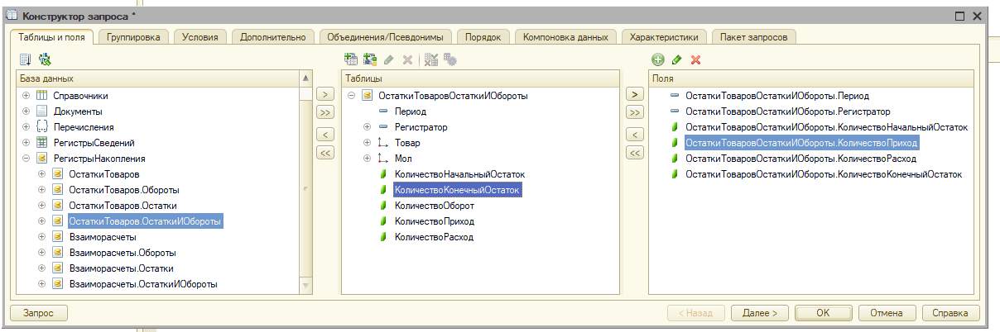 Конструктор запроса *
Таблицы и поля
Группировка
Условия
Дополнительно
Объединения/Псевдонимы
Порядок
Компоновка данных
Характеристики
Пакет запросов
База данных
Справочники
Документы
Перечисления
РегистрыСведений
РегистрыНакопления
ОстаткиТоваров
ОстаткиТоваров.Обороты
ОстаткиТоваров.Остатки
ОстаткиТоваров.ОстаткиИОбороты
Взаиморасчеты
Взаиморасчеты.Обороты
Взаиморасчеты.Остатки
Взаиморасчеты.ОстаткиИОбороты
>
>>
<
<<
Таблицы
ОстаткиТоваровОстаткиИОбороты
Период
Регистратор
Товар
Мол
КоличествоНачальныйОстаток
КоличествоКонечныйОстаток
КоличествоОборот
КоличествоПриход
КоличествоРасход
>
>>
<
<<
Поля
ОстаткиТоваровОстаткиИОбороты.Период
ОстаткиТоваровОстаткиИОбороты.Регистратор
ОстаткиТоваровОстаткиИОбороты.КоличествоНачальныйОстаток
ОстаткиТоваровОстаткиИОбороты.КоличествоПриход
ОстаткиТоваровОстаткиИОбороты.КоличествоРасход
ОстаткиТоваровОстаткиИОбороты.КоличествоКонечныйОстаток
Запрос
< Назад
Далее >
OK
Отмена
Справка